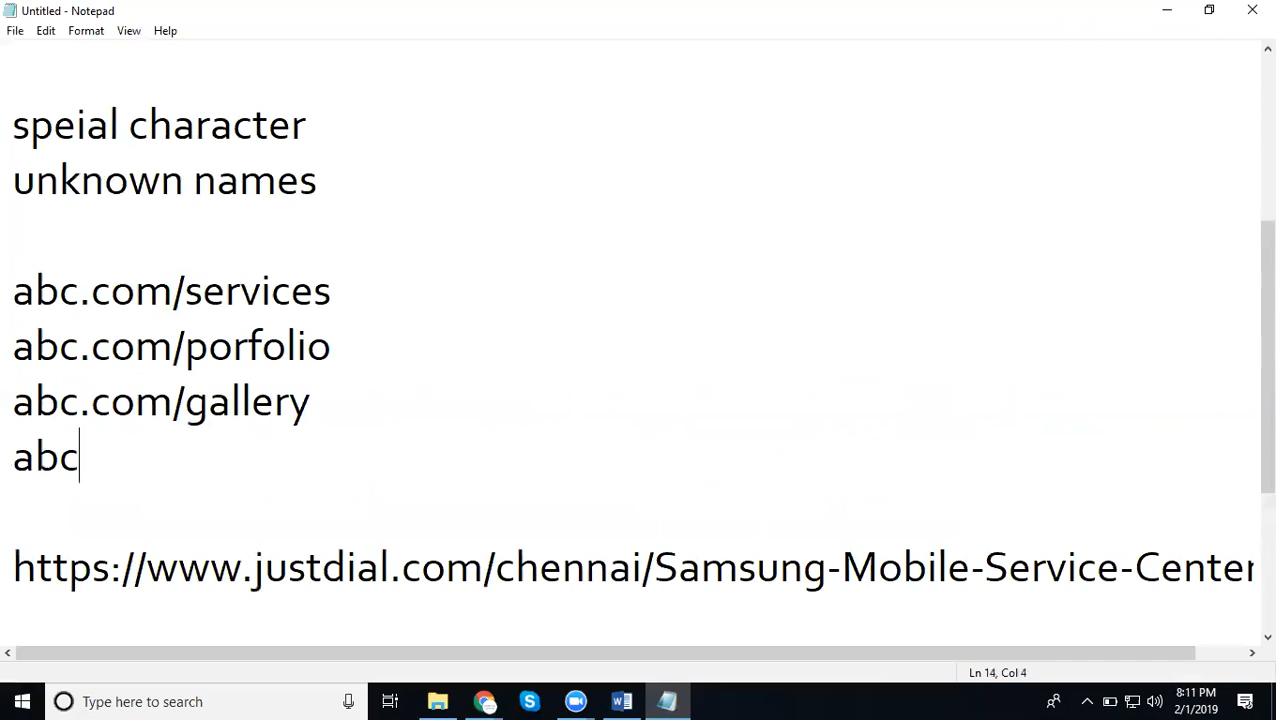 Untitled - Notepad
File Edit Format View Help
speial character
unknown names
abc.com/services
abc.com/porfolio
abc.com/gallery
abc
https://www.justdial.com/chennai/Samsung-Mobile-Service-Center
Ln 14, Col 4
Type here to search
8:11 PM
2/1/2019